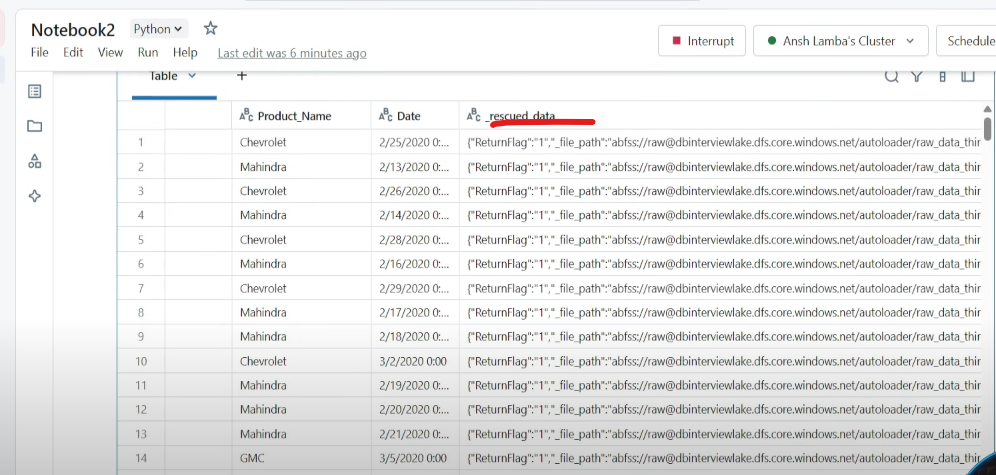 Notebook2 Python
File Edit View Run Help Last edit was 6 minutes ago
Interrupt
Ansh Lamba's Cluster
Schedule
Table +
ABC Product_Name ABC Date ABC _rescued_data
1 Chevrolet 2/25/2020 0:... {"ReturnFlag":"1","_file_path":"abfss://raw@dbinterviewlake.dfs.core.windows.net/autoloader/raw_data_thir
2 Mahindra 2/13/2020 0:... {"ReturnFlag":"1","_file_path":"abfss://raw@dbinterviewlake.dfs.core.windows.net/autoloader/raw_data_thir
3 Chevrolet 2/26/2020 0:... {"ReturnFlag":"1","_file_path":"abfss://raw@dbinterviewlake.dfs.core.windows.net/autoloader/raw_data_thir
4 Mahindra 2/14/2020 0:... {"ReturnFlag":"1","_file_path":"abfss://raw@dbinterviewlake.dfs.core.windows.net/autoloader/raw_data_thir
5 Chevrolet 2/28/2020 0:... {"ReturnFlag":"1","_file_path":"abfss://raw@dbinterviewlake.dfs.core.windows.net/autoloader/raw_data_thir
6 Mahindra 2/16/2020 0:... {"ReturnFlag":"1","_file_path":"abfss://raw@dbinterviewlake.dfs.core.windows.net/autoloader/raw_data_thir
7 Chevrolet 2/29/2020 0:... {"ReturnFlag":"1","_file_path":"abfss://raw@dbinterviewlake.dfs.core.windows.net/autoloader/raw_data_thir
8 Mahindra 2/17/2020 0:... {"ReturnFlag":"1","_file_path":"abfss://raw@dbinterviewlake.dfs.core.windows.net/autoloader/raw_data_thir
9 Mahindra 2/18/2020 0:... {"ReturnFlag":"1","_file_path":"abfss://raw@dbinterviewlake.dfs.core.windows.net/autoloader/raw_data_thir
10 Chevrolet 3/2/2020 0:00 {"ReturnFlag":"1","_file_path":"abfss://raw@dbinterviewlake.dfs.core.windows.net/autoloader/raw_data_thir
11 Mahindra 2/19/2020 0:... {"ReturnFlag":"1","_file_path":"abfss://raw@dbinterviewlake.dfs.core.windows.net/autoloader/raw_data_thir
12 Mahindra 2/20/2020 0:... {"ReturnFlag":"1","_file_path":"abfss://raw@dbinterviewlake.dfs.core.windows.net/autoloader/raw_data_thir
13 Mahindra 2/21/2020 0:... {"ReturnFlag":"1","_file_path":"abfss://raw@dbinterviewlake.dfs.core.windows.net/autoloader/raw_data_thir
14 GMC 3/5/2020 0:00 {"ReturnFlag":"1","_file_path":"abfss://raw@dbinterviewlake.dfs.core.windows.net/autoloader/raw_data_thir